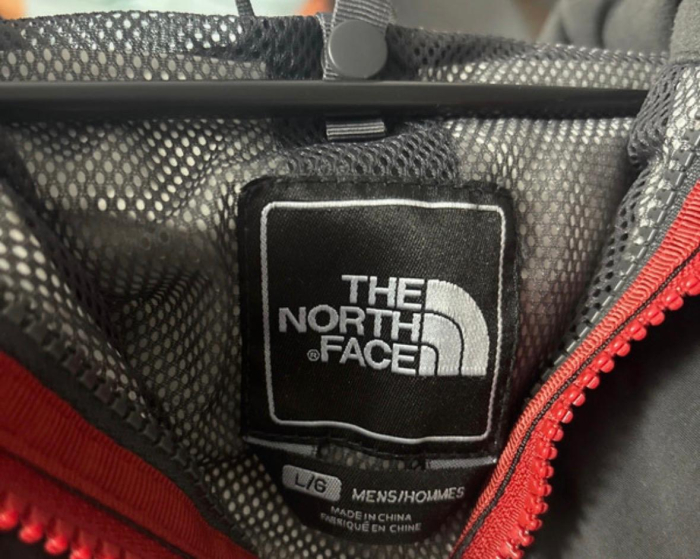 THE
NORTH
®FACE
L/G MENS/HOMMES
MADE IN CHINA
FABRIQUÉ EN CHINE